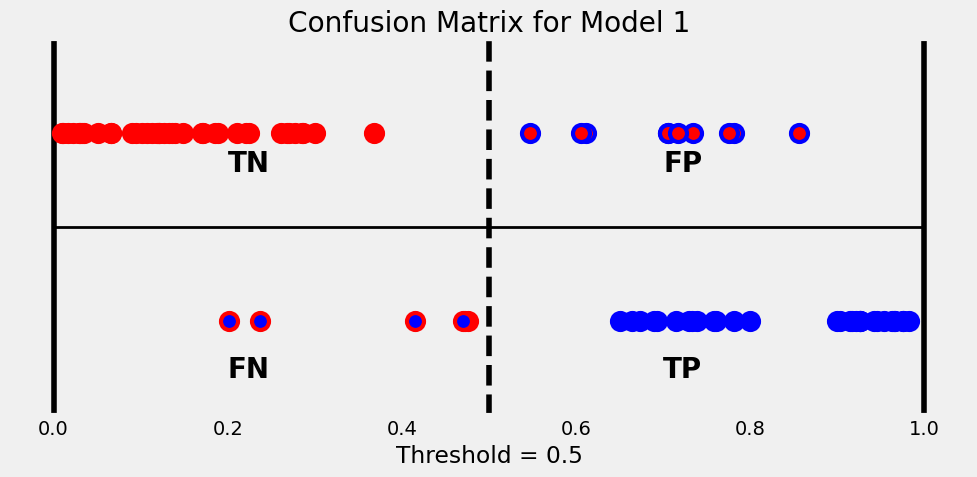 Confusion Matrix for Model 1
TN FP
FN TP
0.0 0.2 0.4 0.6 0.8 1.0
Threshold = 0.5